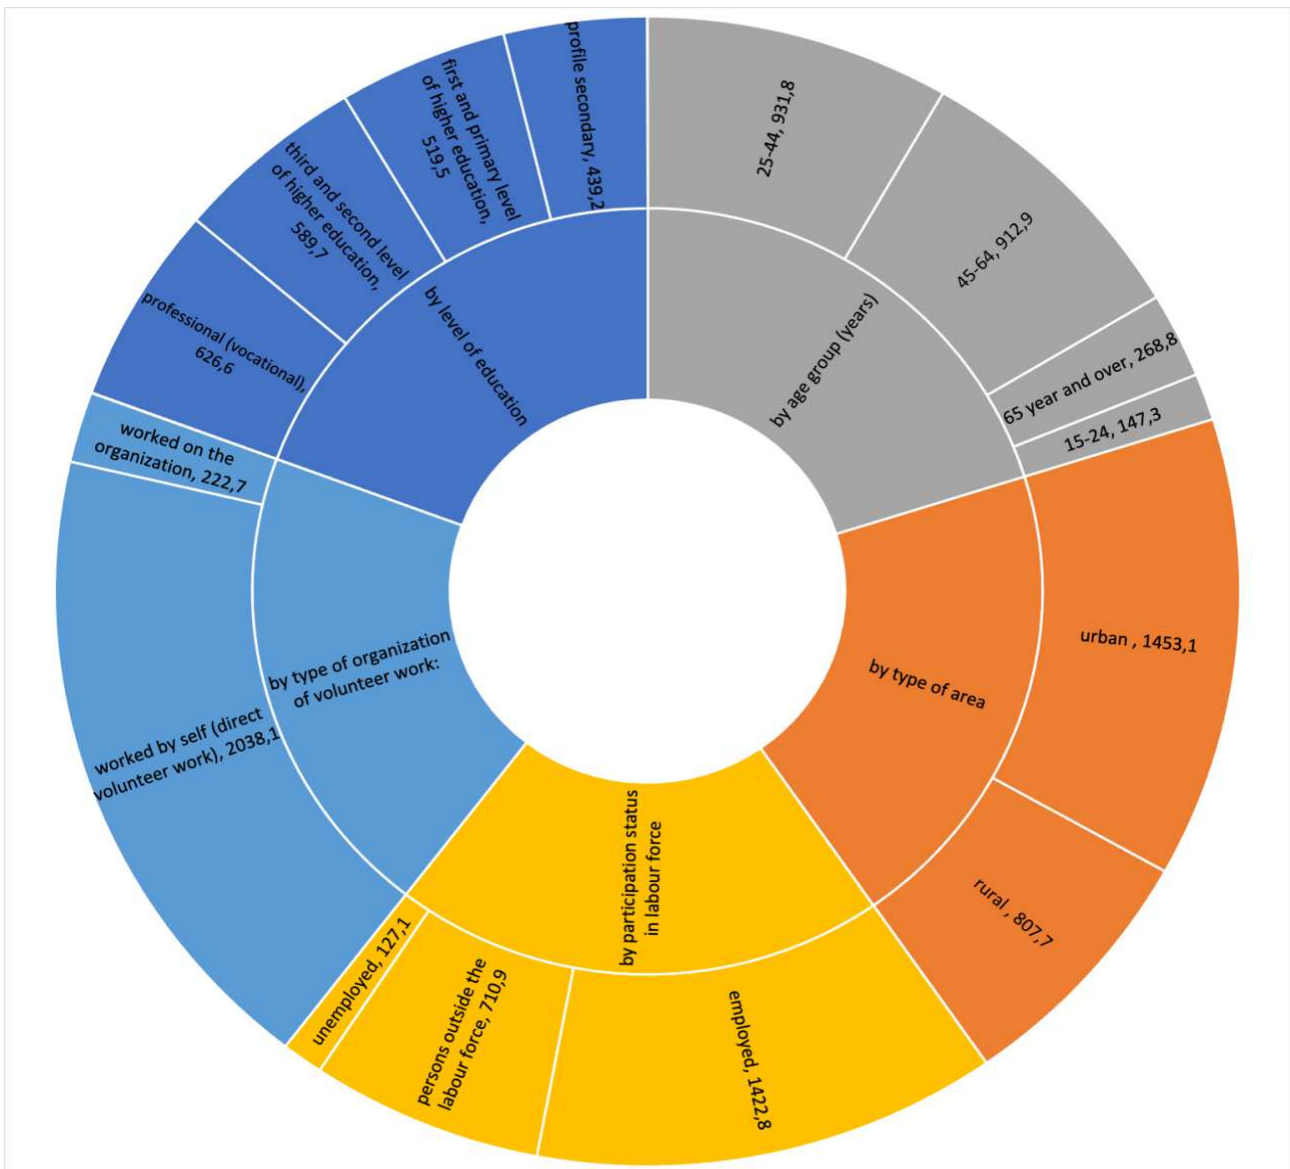 by age group (years)
25-44, 931,8
45-64, 912,9
65 year and over, 268,8
15-24, 147,3
by type of area
urban , 1453,1
rural , 807,7
by participation status
in labour force
employed, 1422,8
persons outside the
labour force, 710,9
unemployed, 127,1
by type of organization
of volunteer work:
worked by self (direct
volunteer work), 2038,1
worked on the
organization, 222,7
by level of education
professional (vocational),
626,6
third and second level
of higher education,
589,7
first and primary level
of higher education,
519,5
profile secondary, 439,2